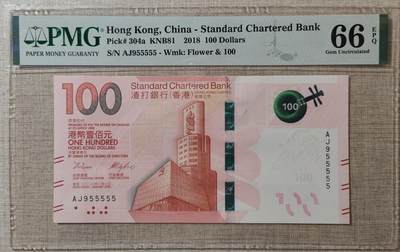 PMG
PAPER MONEY GUARANTY
Hong Kong, China - Standard Chartered Bank
Pick# 304a KNB81 2018 100 Dollars
S/N AJ955555 - Wmk: Flower & 100
66
EPQ
Gem Uncirculated
100
Standard Chartered Bank
渣打銀行(香港)
港幣壹佰元
ONE HUNDRED
HONG KONG DOLLARS
100
AJ955555
AJ955555
100